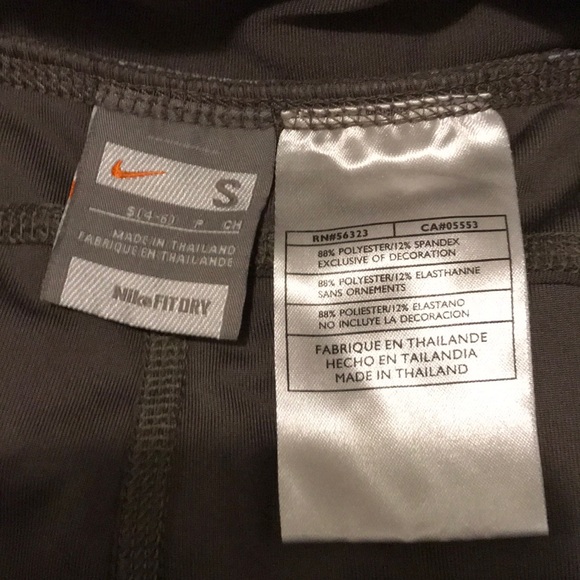 S
S(4-6) P CH
MADE IN THAILAND
FABRIQUE EN THAILANDE
NIKE FIT DRY
RN#56323 CA#05553
88% POLYESTER/12% SPANDEX
EXCLUSIVE OF DECORATION
88% POLYESTER/12% ELASTHANNE
SANS ORNEMENTS
88% POLIESTER/12% ELASTANO
NO INCLUYE LA DECORACION
FABRIQUE EN THAILANDE
HECHO EN TAILANDIA
MADE IN THAILAND